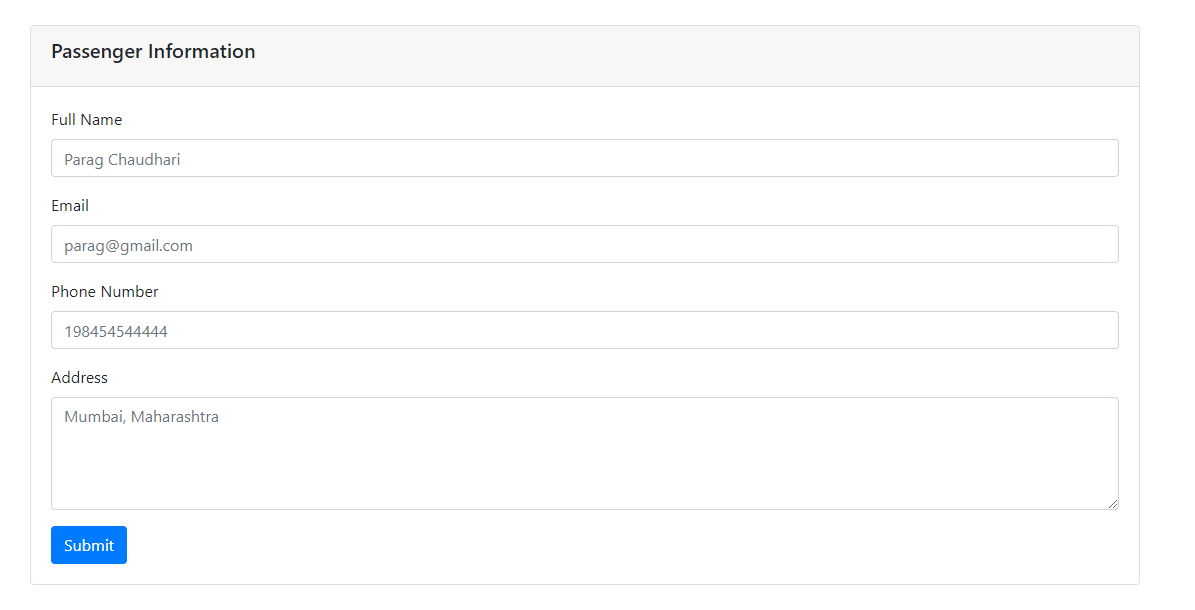 Passenger Information
Full Name
Parag Chaudhari
Email
parag@gmail.com
Phone Number
198454544444
Address
Mumbai, Maharashtra
Submit